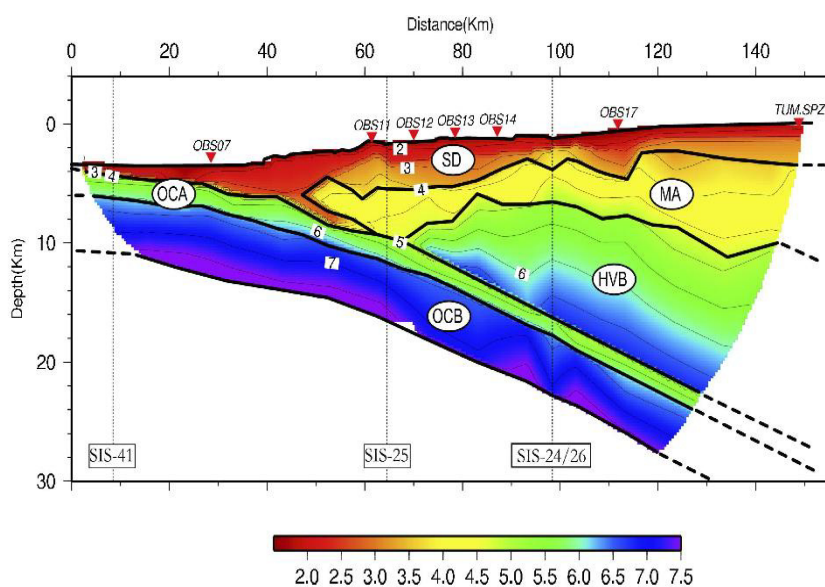 Distance(Km)
0 20 40 60 80 100 120 140
OBS07 OBS11 OBS12 OBS13 OBS14 OBS17 TUM.SPZ
Depth(Km)
0
10
20
30
2
SD
3
3 4 OCA 4 MA
6 5
7 6 HVB
OCB
SIS-41 SIS-25 SIS-24/26
2.0 2.5 3.0 3.5 4.0 4.5 5.0 5.5 6.0 6.5 7.0 7.5